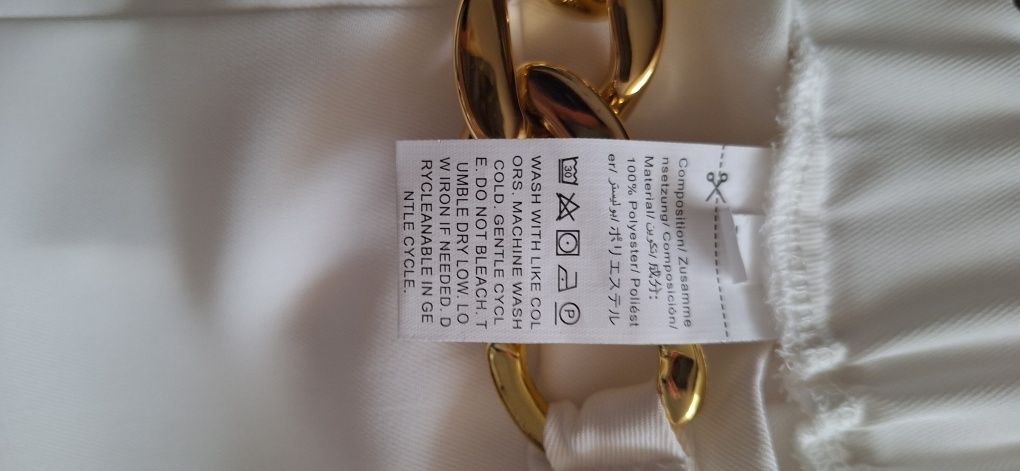 Composition/ Zusamme
nsetzung/ Composición/
Material/ تكوين/ 成分:
100% Polyester/ Poliést
er/ بوليستر/ ポリエステル
30
P
WASH WITH LIKE COL
ORS. MACHINE WASH
COLD. GENTLE CYCL
E. DO NOT BLEACH. T
UMBLE DRY LOW. LO
W IRON IF NEEDED. D
RYCLEANABLE IN GE
NTLE CYCLE.